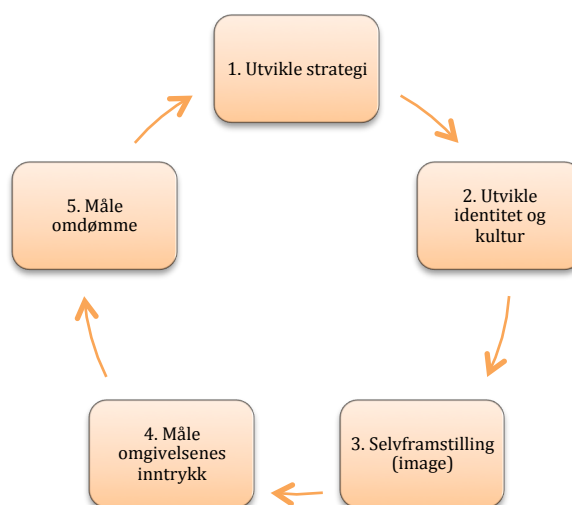 1. Utvikle strategi
2. Utvikle
identitet og
kultur
3. Selvframstilling
(image)
4. Måle
omgivelsenes
inntrykk
5. Måle
omdømme